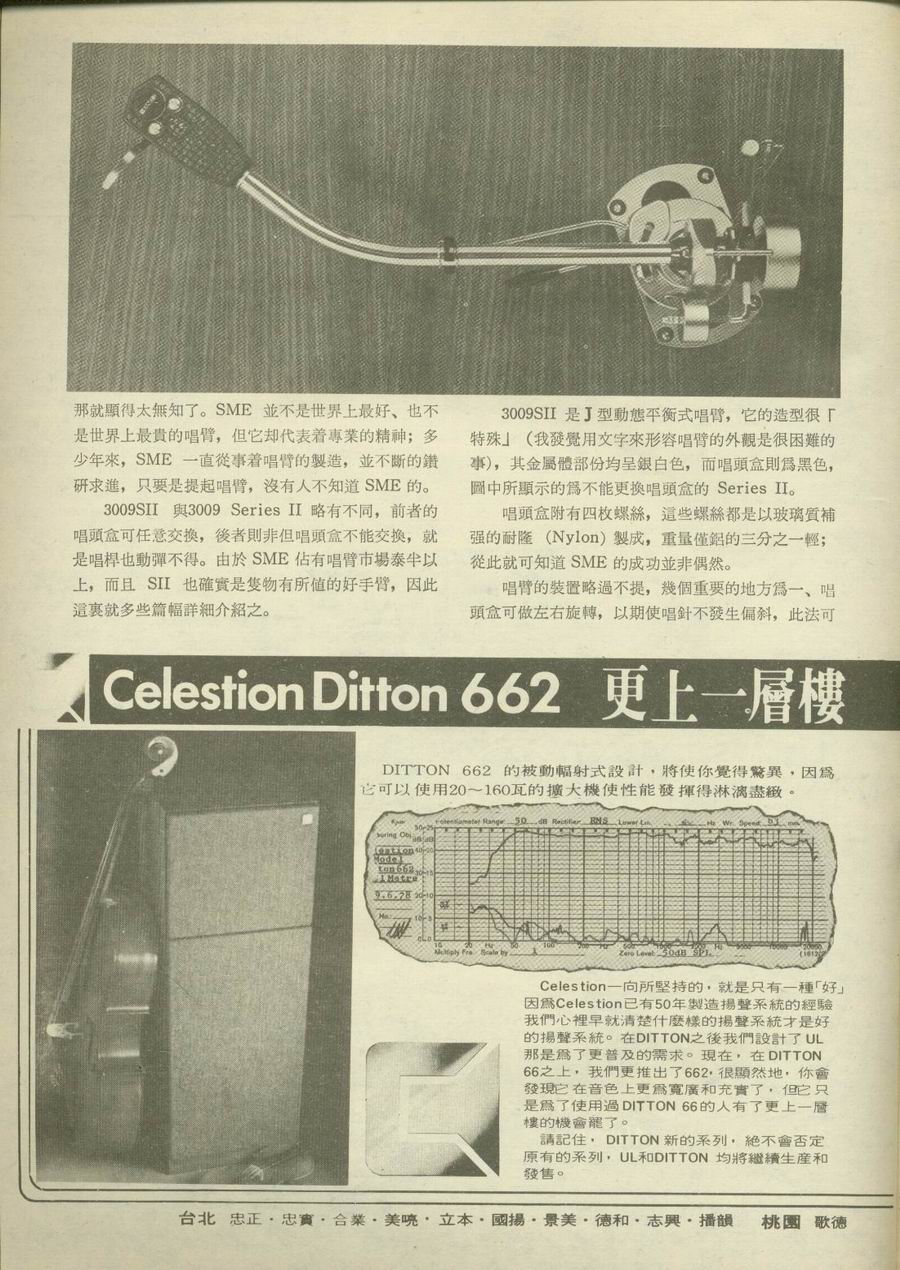 那就顯得太無知了。SME 並不是世界上最好、也不
是世界上最貴的唱臂，但它却代表着專業的精神；多
少年來，SME 一直從事着唱臂的製造，並不斷的鑽
研求進，只要是提起唱臂，沒有人不知道 SME 的。
3009SII 與3009 Series II 略有不同，前者的
唱頭盒可任意交換，後者則非但唱頭盒不能交換，就
是唱桿也動彈不得。由於 SME 佔有唱臂市場泰半以
上，而且 SII 也確實是隻物有所値的好手臂，因此
這裏就多些篇幅詳細介紹之。
3009SII 是 J 型動態平衡式唱臂，它的造型很「
特殊」（我發覺用文字來形容唱臂的外觀是很困難的
事），其金屬體部份均呈銀白色，而唱頭盒則爲黑色，
圖中所顯示的爲不能更換唱頭盒的 Series II。
唱頭盒附有四枚螺絲，這些螺絲都是以玻璃質補
强的耐隆（Nylon）製成，重量僅鋁的三分之一輕；
從此就可知道 SME 的成功並非偶然。
唱臂的裝置略過不提，幾個重要的地方爲一、唱
頭盒可做左右旋轉，以期使唱針不發生偏斜，此法可
Celestion Ditton 662 更上一層樓
DITTON 662 的被動輻射式設計，將使你覺得驚異，因爲
它可以使用20～160瓦的擴大機使性能發揮得淋漓盡緻。
Potentiometer Range: 50 dB Rectifier: RMS Lower Lim. Hz Wr. Speed: mm
suring Obj
lestion
Model
ton662
1 Metre
9.6.78
No.:
10 20 Hz 50 100 200 Hz 500 1000 Hz 5000 10000 20000
Multiply Fre. Scale by 1 Zero Level: 50dB SPL (1612/
Celestion一向所堅持的，就是只有一種「好」
因爲Celestion已有50年製造揚聲系統的經驗
我們心裡早就清楚什麼樣的揚聲系統才是好
的揚聲系統。在DITTON之後我們設計了 UL
那是爲了更普及的需求。現在，在 DITTON
66之上，我們更推出了662，很顯然地，你會
發現它在音色上更爲寬廣和充實了，但它只
是爲了使用過 DITTON 66的人有了更上一層
樓的機會罷了。
請記住，DITTON 新的系列，絕不會否定
原有的系列，UL和DITTON 均將繼續生產和
發售。
台北 忠正・忠實・合業・美・立本・國揚・景美・德和・志興・播韻 桃園 歌德